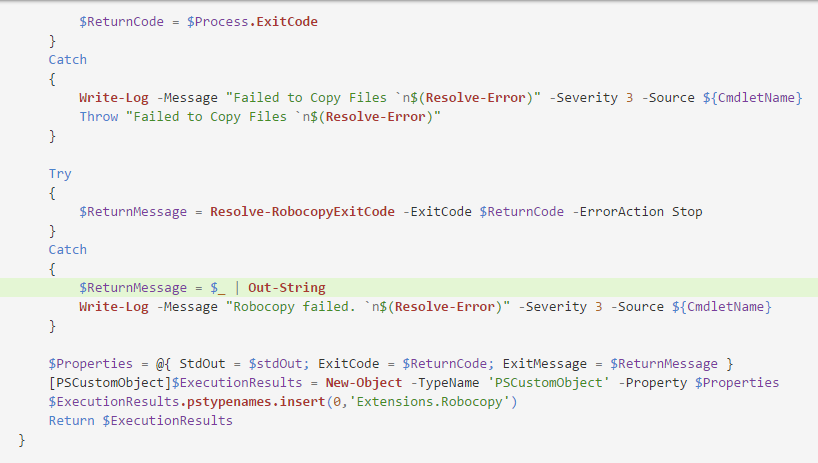 $ReturnCode = $Process.ExitCode
    }
    Catch
    {
        Write-Log -Message "Failed to Copy Files `n$(Resolve-Error)" -Severity 3 -Source ${CmdletName}
        Throw "Failed to Copy Files `n$(Resolve-Error)"
    }

    Try
    {
        $ReturnMessage = Resolve-RobocopyExitCode -ExitCode $ReturnCode -ErrorAction Stop
    }
    Catch
    {
        $ReturnMessage = $_ | Out-String
        Write-Log -Message "Robocopy failed. `n$(Resolve-Error)" -Severity 3 -Source ${CmdletName}
    }

    $Properties = @{ StdOut = $stdOut; ExitCode = $ReturnCode; ExitMessage = $ReturnMessage }
    [PSCustomObject]$ExecutionResults = New-Object -TypeName 'PSCustomObject' -Property $Properties
    $ExecutionResults.pstypenames.insert(0,'Extensions.Robocopy')
    Return $ExecutionResults
}